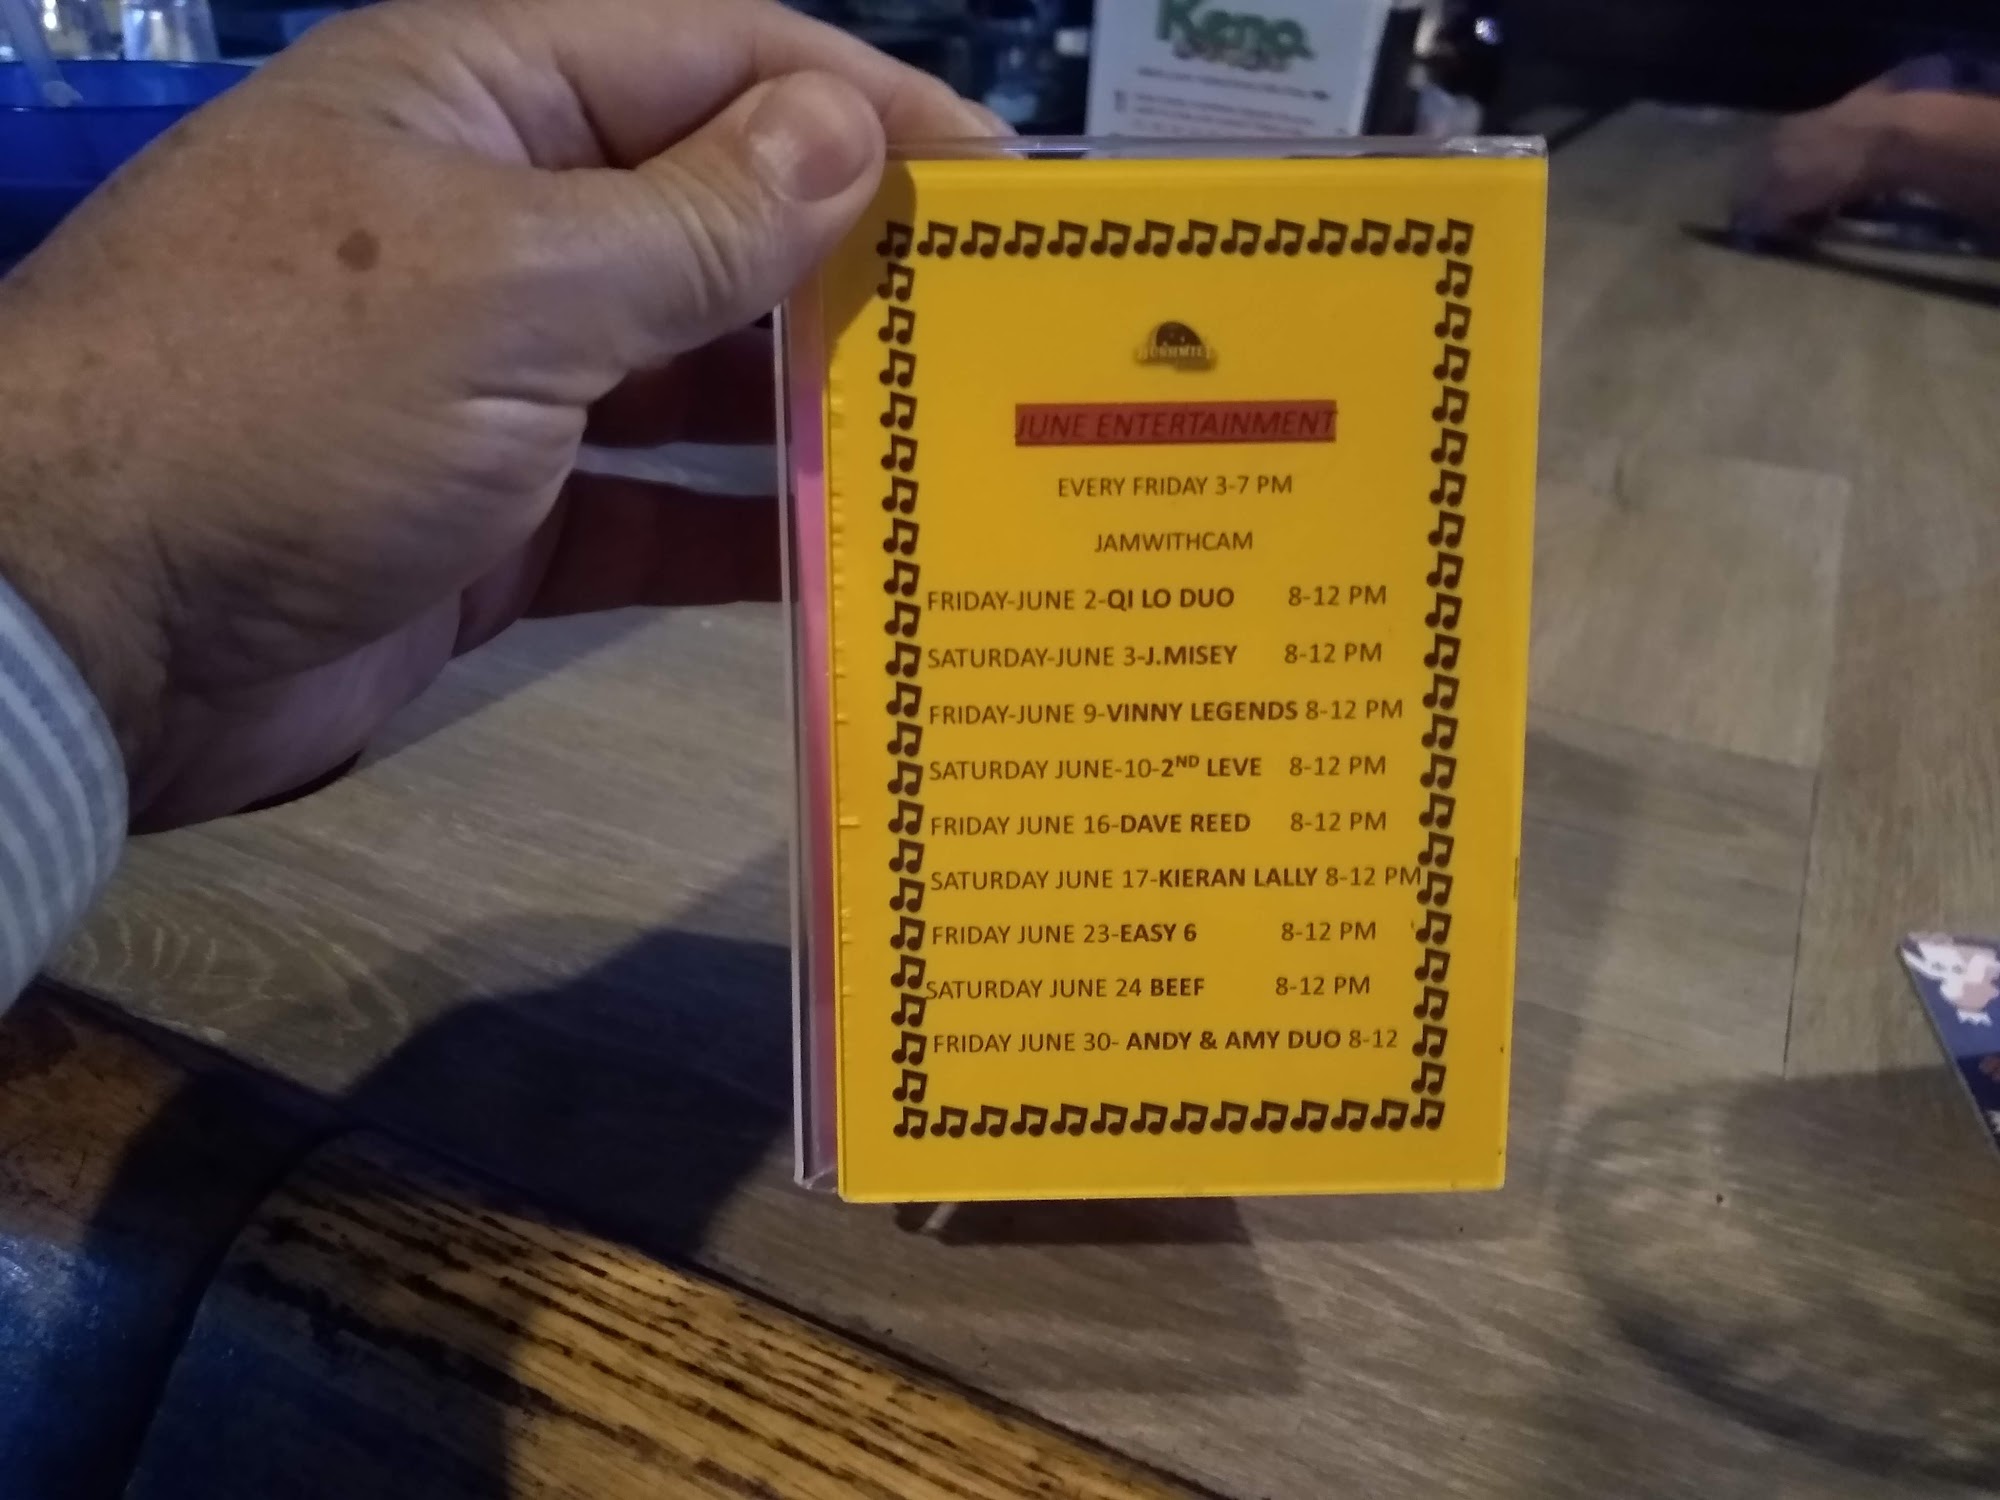 Keno
JUNE ENTERTAINMENT
EVERY FRIDAY 3-7 PM
JAMWITHCAM
FRIDAY-JUNE 2-QI LO DUO 8-12 PM
SATURDAY-JUNE 3-J.MISEY 8-12 PM
FRIDAY-JUNE 9-VINNY LEGENDS 8-12 PM
SATURDAY JUNE-10-2ND LEVE 8-12 PM
FRIDAY JUNE 16-DAVE REED 8-12 PM
SATURDAY JUNE 17-KIERAN LALLY 8-12 PM
FRIDAY JUNE 23-EASY 6 8-12 PM
SATURDAY JUNE 24 BEEF 8-12 PM
FRIDAY JUNE 30- ANDY & AMY DUO 8-12